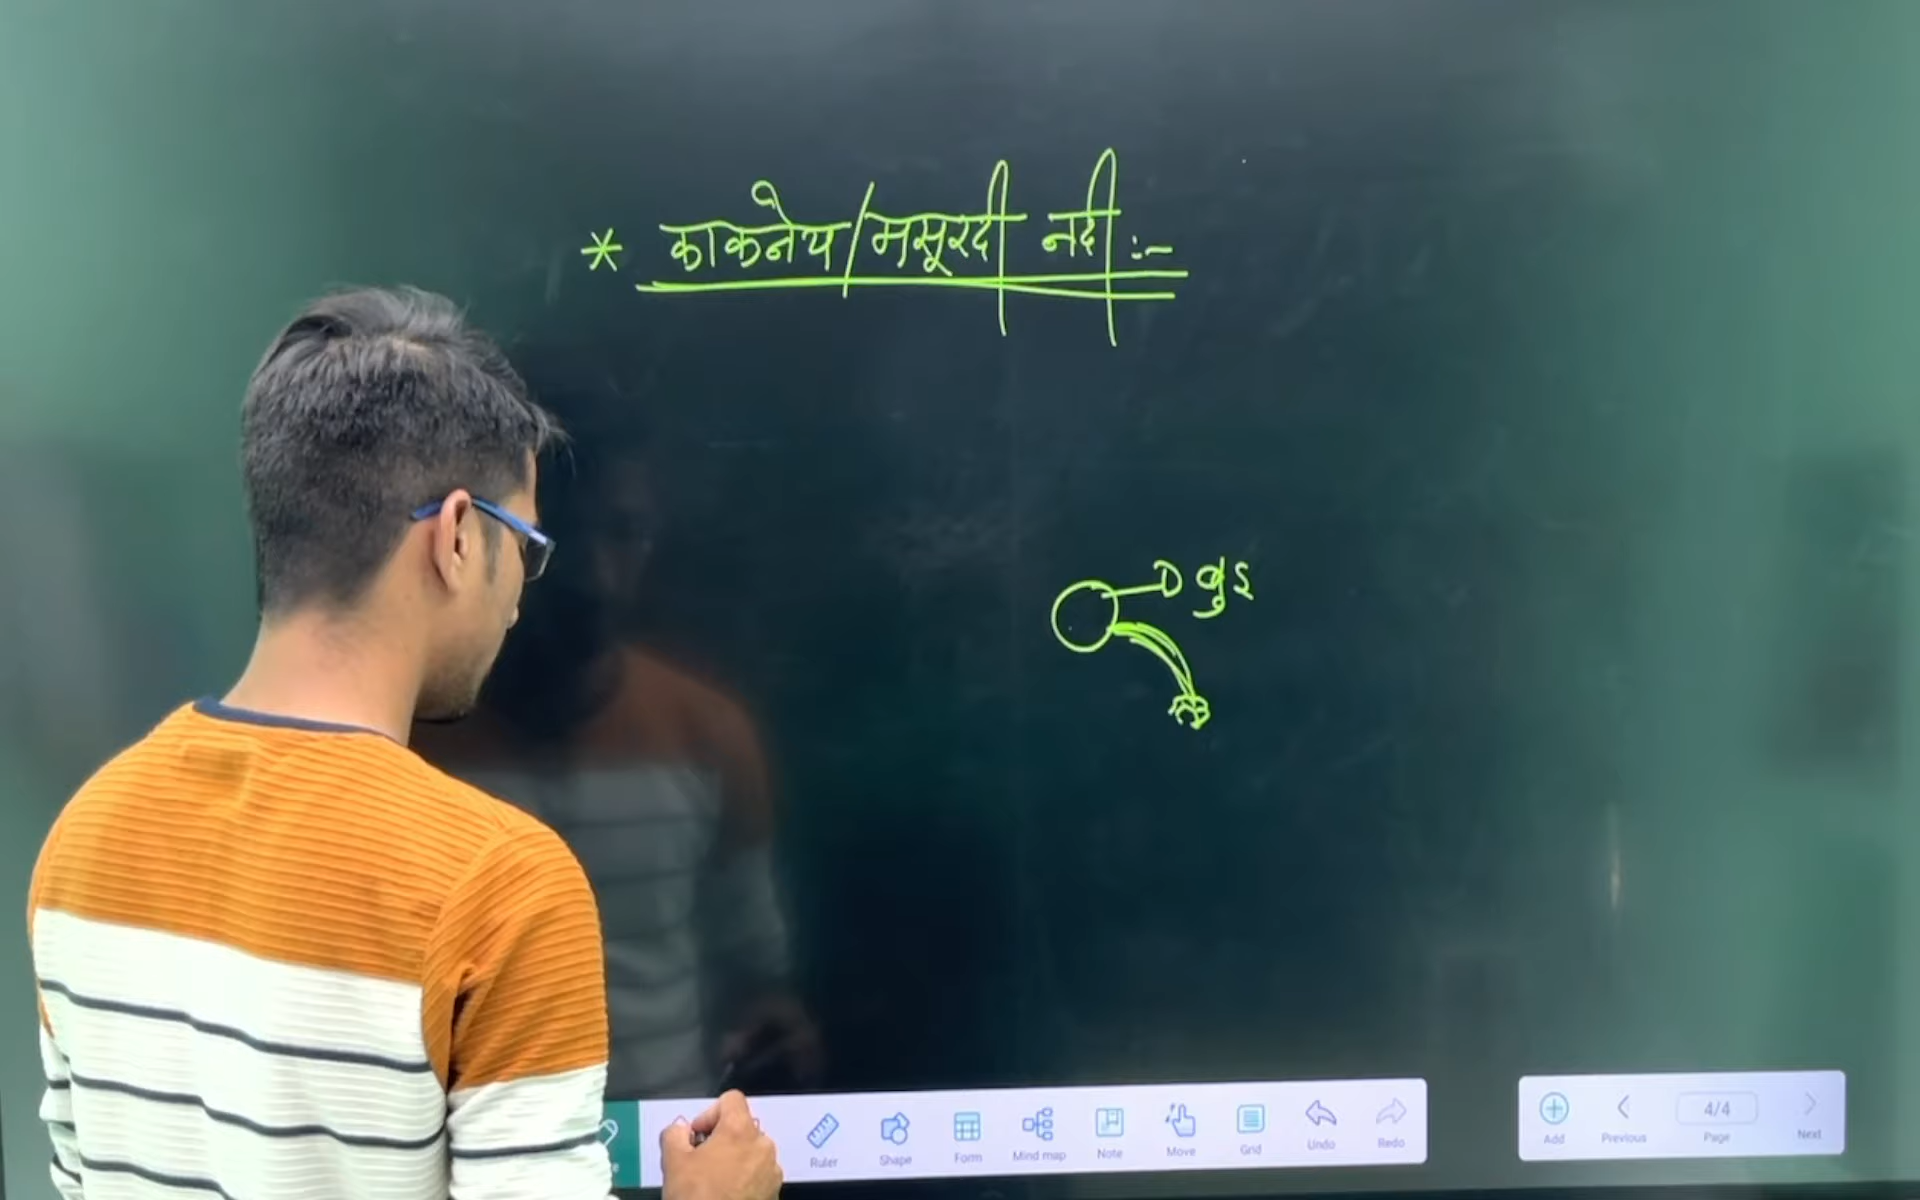 * काकनेय/मसूरदी नदी :-
Ruler Shape Form Mind map Note Move Grid Undo Redo
Add Previous 4/4 Page Next